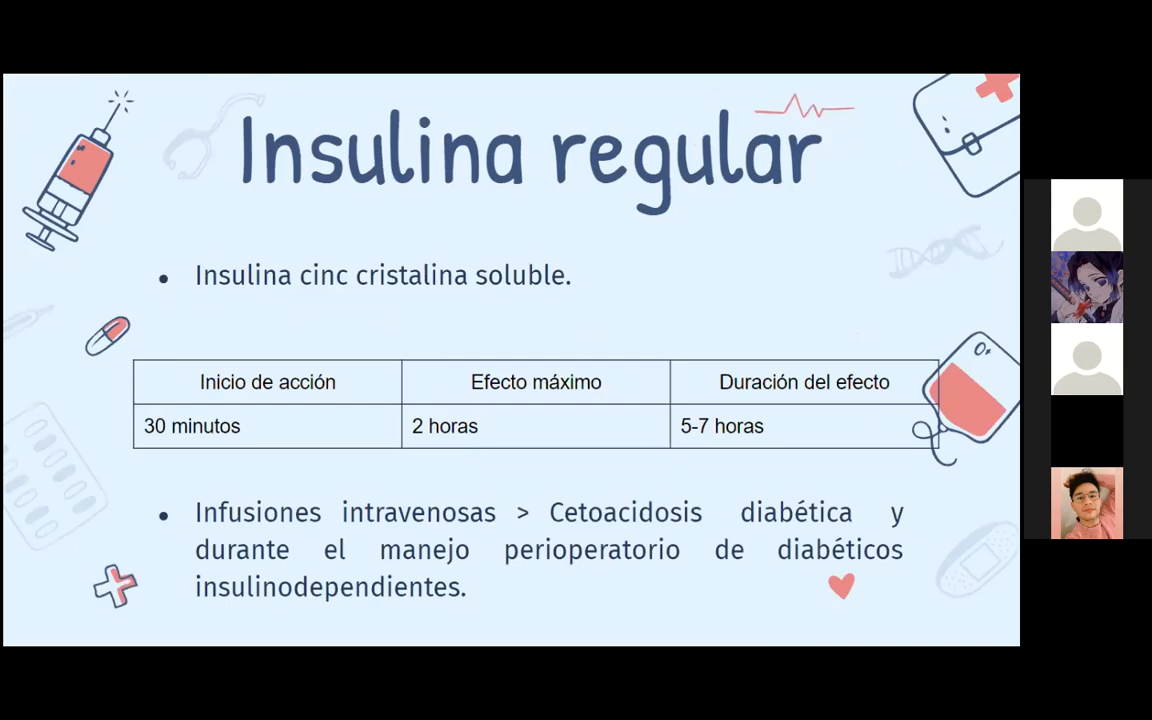 Insulina regular
Insulina cinc cristalina soluble.
Inicio de acción Efecto máximo Duración del efecto
30 minutos 2 horas 5-7 horas
Infusiones intravenosas > Cetoacidosis diabética y
durante el manejo perioperatorio de diabéticos
insulinodependientes.